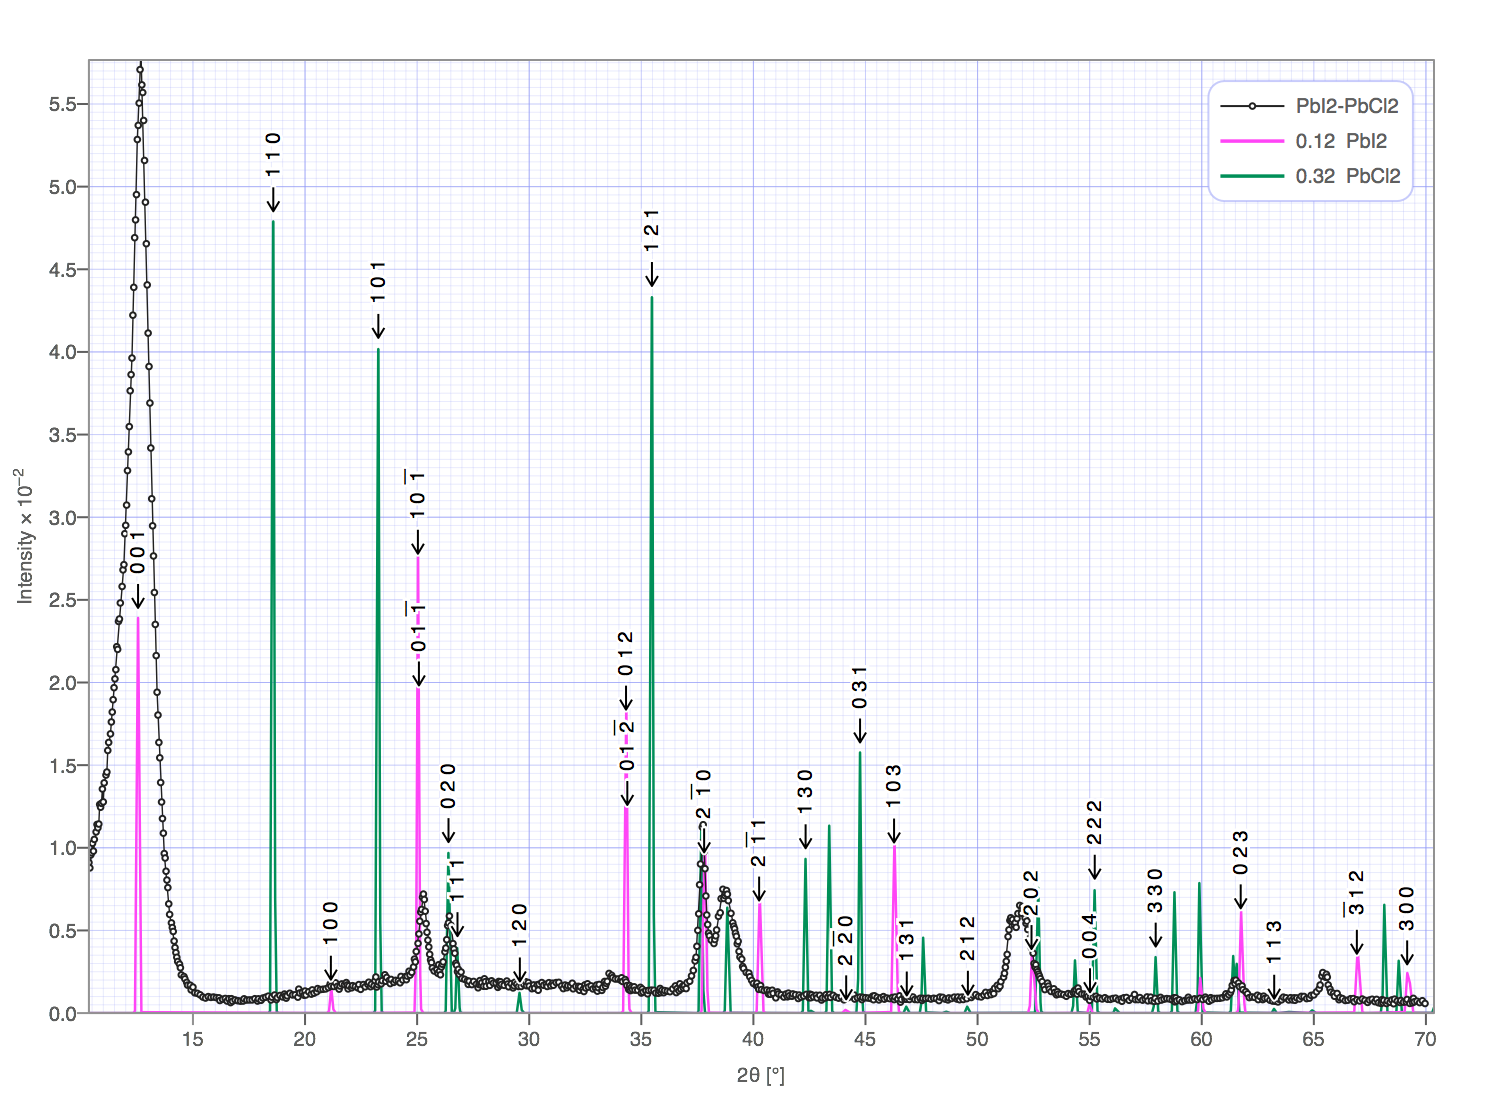 PbI2-PbCl2
0.12 PbI2
0.32 PbCl2
5.5
5.0
4.5
4.0
3.5
3.0
2.5
2.0
1.5
1.0
0.5
0.0
Intensity × 10⁻²
0 0 1
1 1 0
1 0 0
1 0 1
1 0 1̅
0 1 1̅
0 2 0
1 1 1
1 2 0
0 1 2
0 1 2̅
1 2 1
2 1̅ 0
2 1̅ 1
1 3 0
2 2̅ 0
0 3 1
1 0 3
1 3 1
2 1 2
2 0 2
0 0 4
2 2 2
3 3 0
0 2 3
1 1 3
3̅ 1 2
3 0 0
15 20 25 30 35 40 45 50 55 60 65 70
2θ [°]